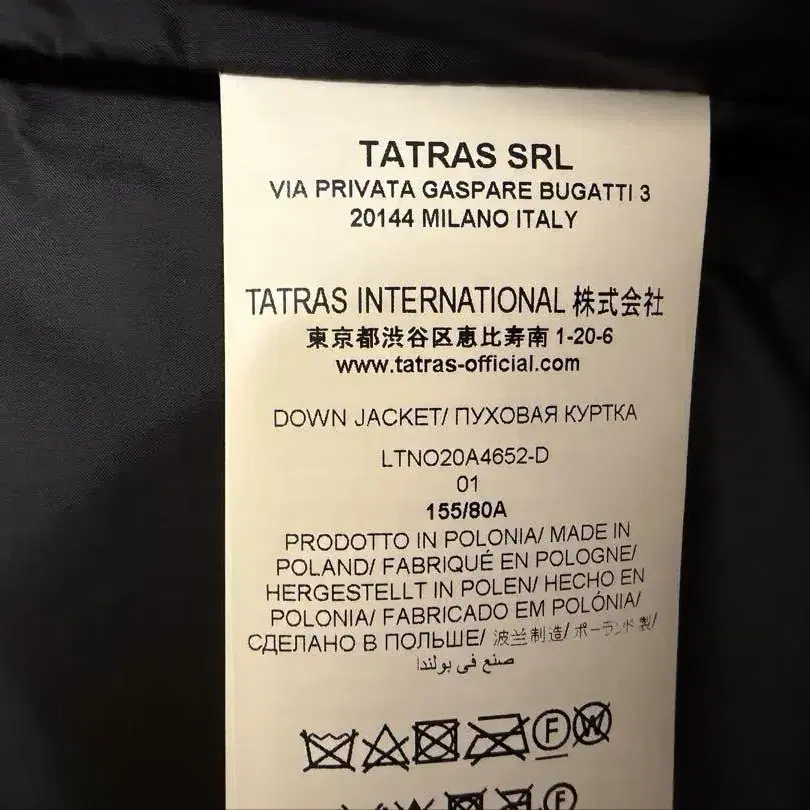 TATRAS SRL
VIA PRIVATA GASPARE BUGATTI 3
20144 MILANO ITALY
TATRAS INTERNATIONAL 株式会社
東京都渋谷区恵比寿南 1-20-6
www.tatras-official.com
DOWN JACKET/ ПУХОВАЯ КУРТКА
LTNO20A4652-D
01
155/80A
PRODOTTO IN POLONIA/ MADE IN
POLAND/ FABRIQUÉ EN POLOGNE/
HERGESTELLT IN POLEN/ HECHO EN
POLONIA/ FABRICADO EM POLÓNIA/
СДЕЛАНО В ПОЛЬШЕ/ 波兰制造/ ポーランド製/
صنع في بولندا
F W
F